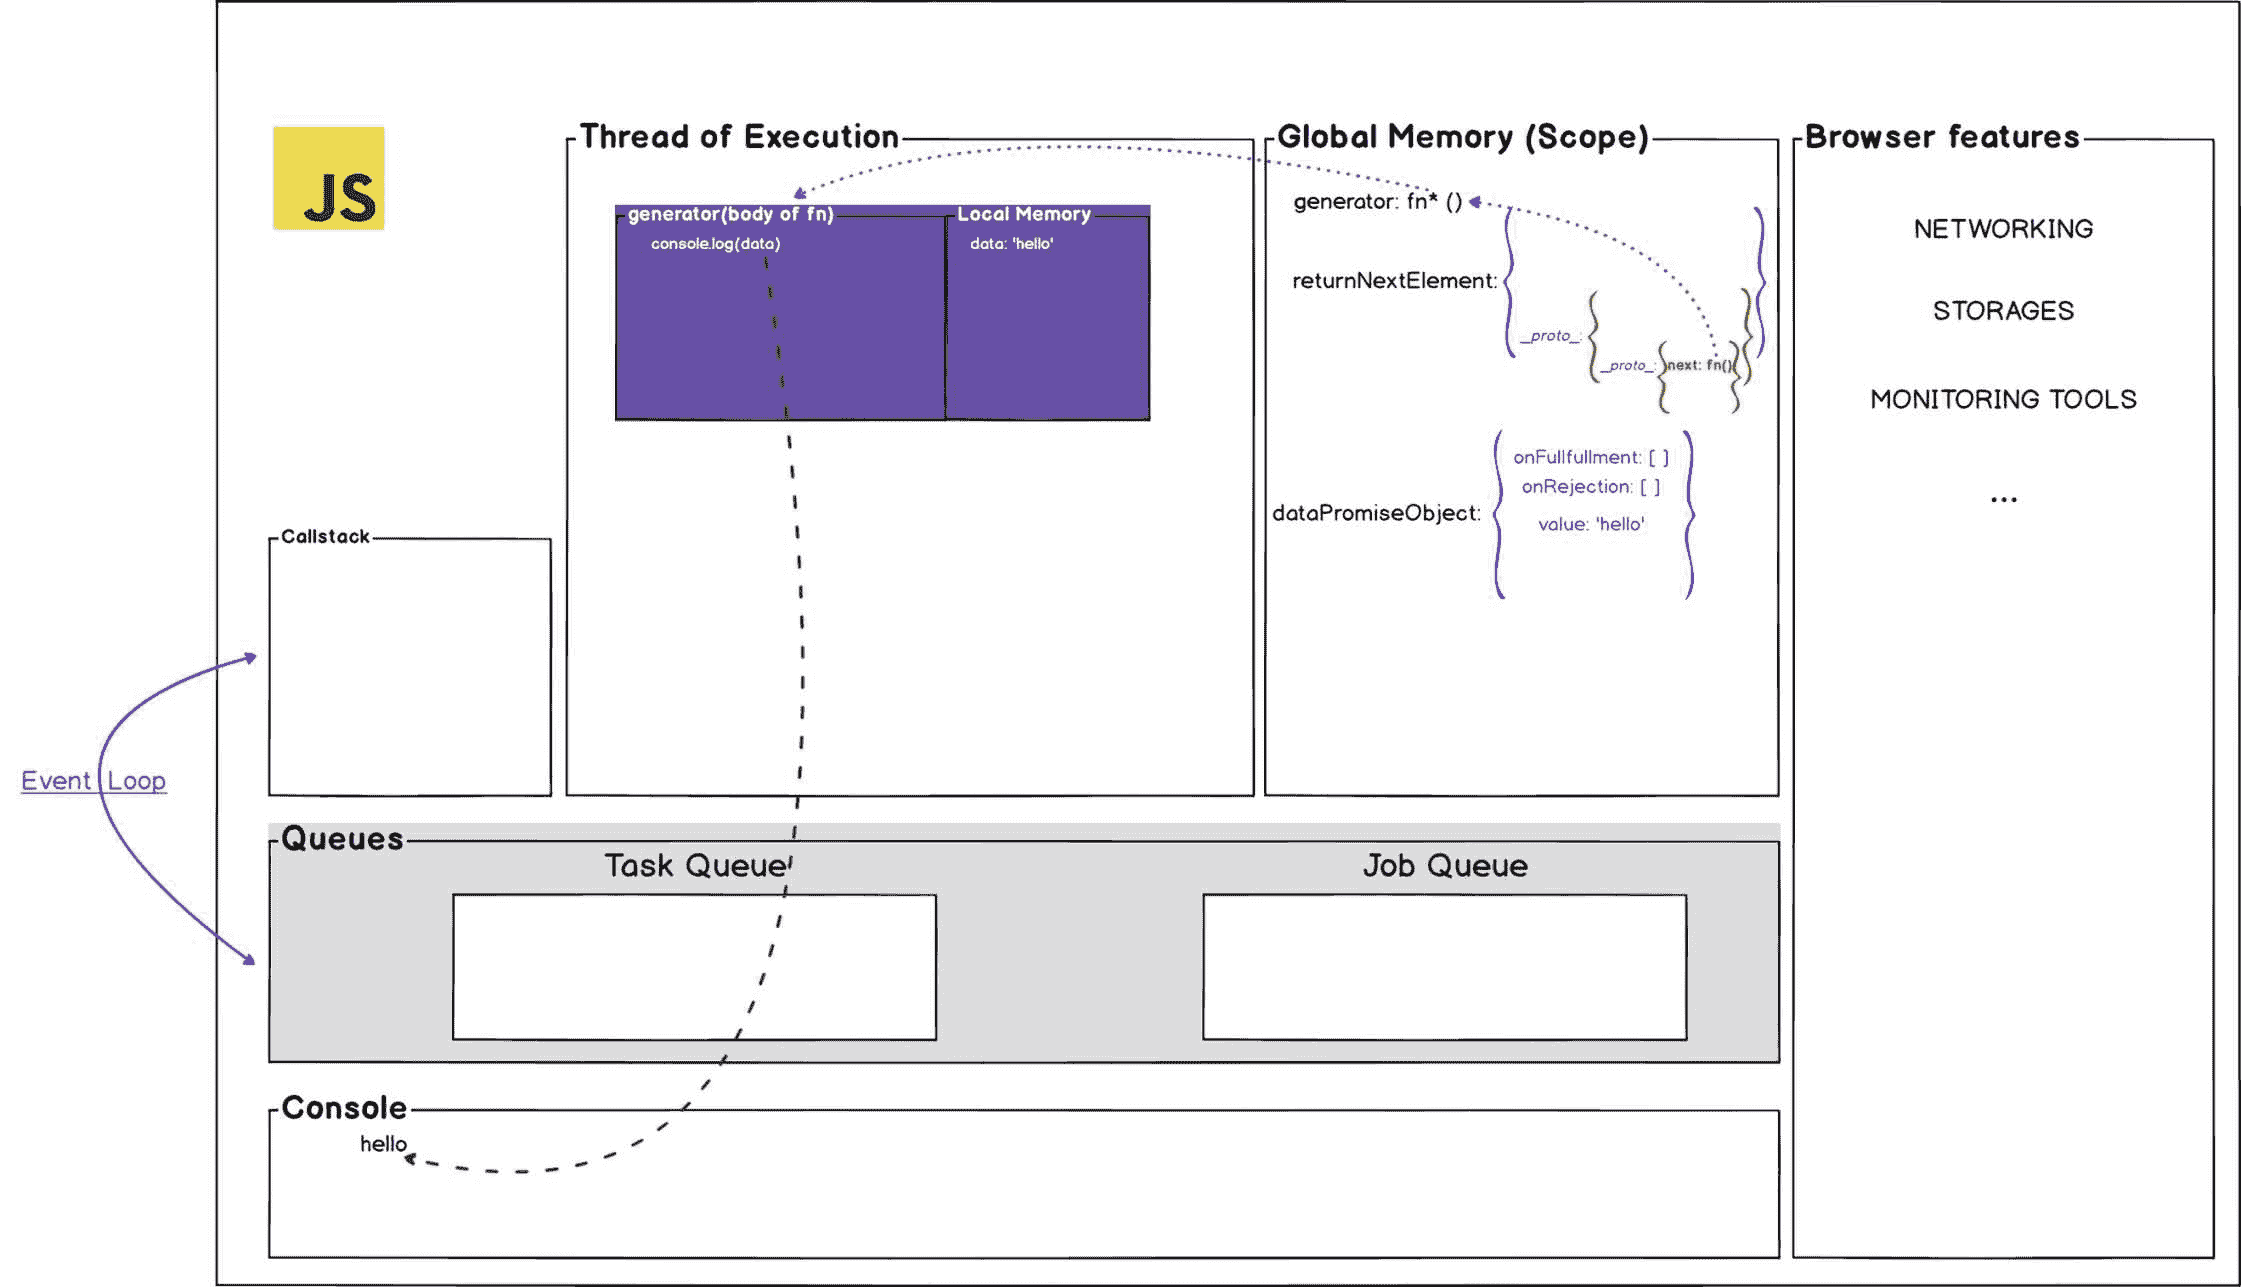 JS
Thread of Execution
generator(body of fn)
console.log(data)
Local Memory
data: 'hello'
Global Memory (Scope)
generator: fn* ()
returnNextElement:
_proto_:
_proto_: next: fn()
onFullfullment: [ ]
onRejection: [ ]
dataPromiseObject:
value: 'hello'
Browser features
NETWORKING
STORAGES
MONITORING TOOLS
...
Callstack
Event Loop
Queues
Task Queue
Job Queue
Console
hello